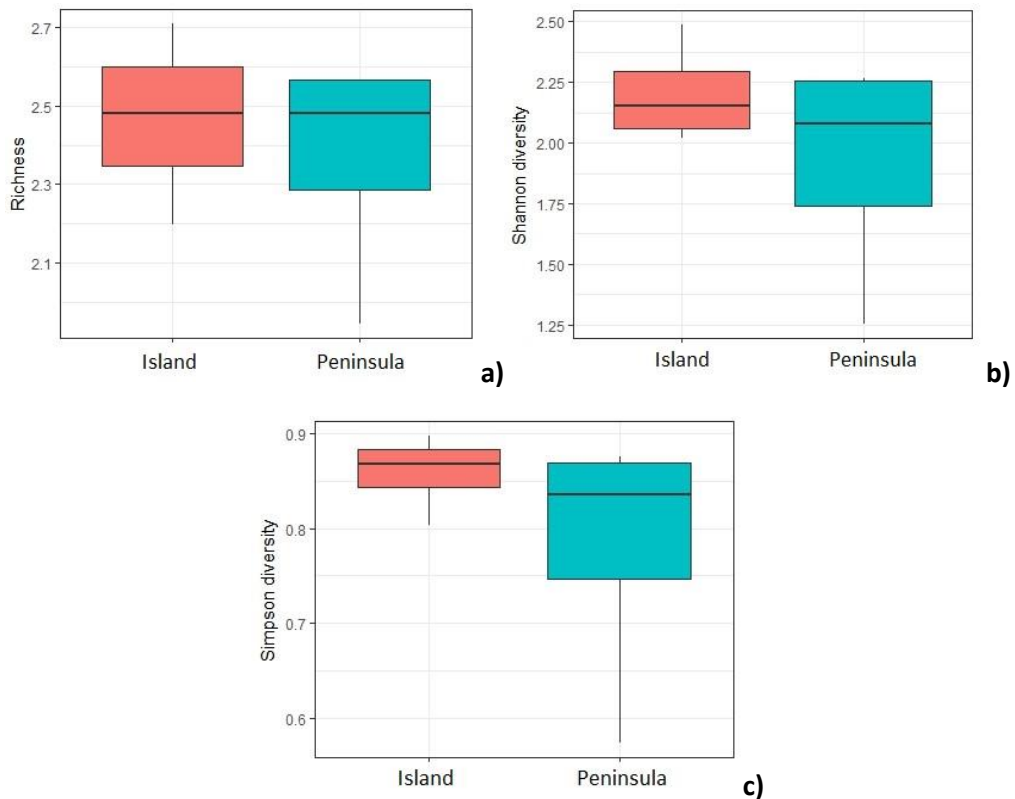 Richness
2.7
2.5
2.3
2.1
Island
Peninsula
a)
Shannon diversity
2.50
2.25
2.00
1.75
1.50
1.25
Island
Peninsula
b)
Simpson diversity
0.9
0.8
0.7
0.6
Island
Peninsula
c)